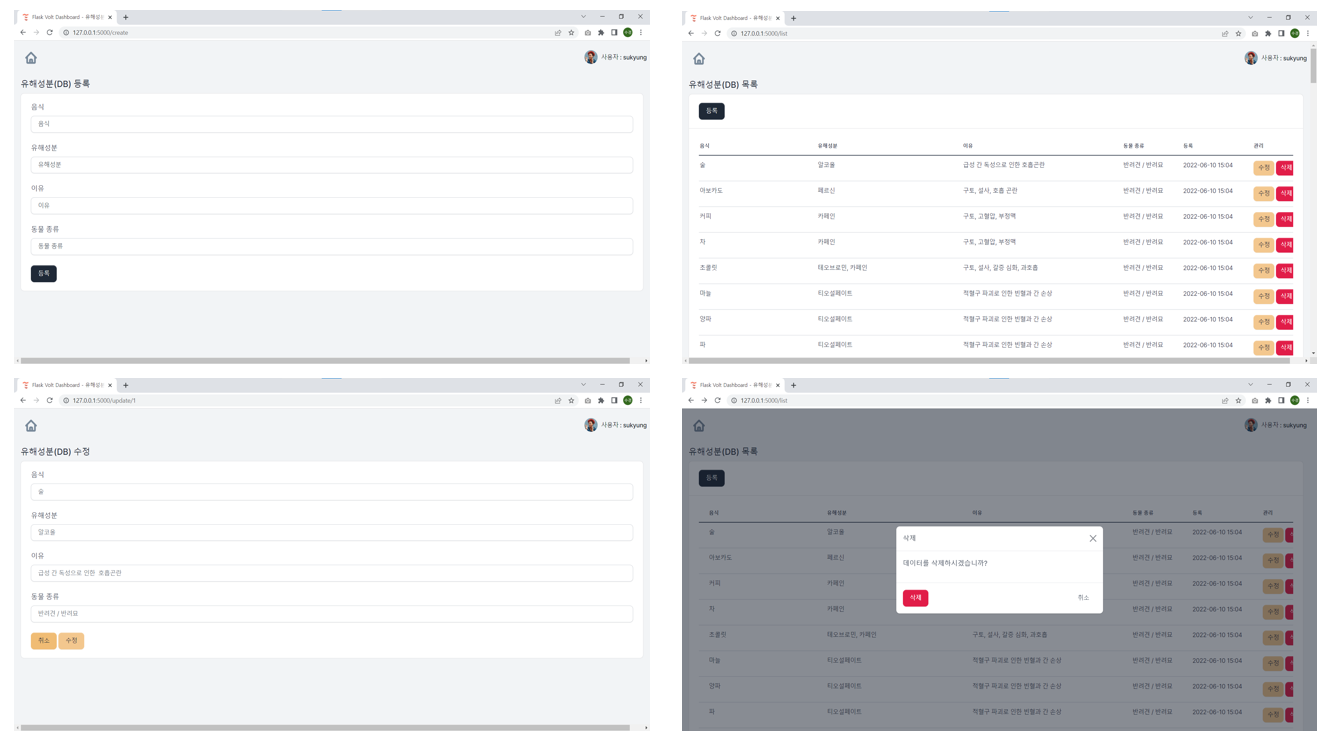 Flask Volt Dashboard - 유해성분
127.0.0.1:5000/create
사용자 : sukyung
유해성분(DB) 등록
음식
음식
유해성분
유해성분
이유
이유
동물 종류
동물 종류
등록
Flask Volt Dashboard - 유해성분
127.0.0.1:5000/list
사용자 : sukyung
유해성분(DB) 목록
등록
음식 유해성분 이유 동물 종류 등록 관리
술 알코올 급성 간 독성으로 인한 호흡곤란 반려견 / 반려묘 2022-06-10 15:04 수정 삭제
아보카도 페르신 구토, 설사, 호흡 곤란 반려견 / 반려묘 2022-06-10 15:04 수정 삭제
커피 카페인 구토, 고혈압, 부정맥 반려견 / 반려묘 2022-06-10 15:04 수정 삭제
차 카페인 구토, 고혈압, 부정맥 반려견 / 반려묘 2022-06-10 15:04 수정 삭제
초콜릿 테오브로민, 카페인 구토, 설사, 갈증 심화, 과호흡 반려견 / 반려묘 2022-06-10 15:04 수정 삭제
마늘 티오설페이트 적혈구 파괴로 인한 빈혈과 간 손상 반려견 / 반려묘 2022-06-10 15:04 수정 삭제
양파 티오설페이트 적혈구 파괴로 인한 빈혈과 간 손상 반려견 / 반려묘 2022-06-10 15:04 수정 삭제
파 티오설페이트 적혈구 파괴로 인한 빈혈과 간 손상 반려견 / 반려묘 2022-06-10 15:04 수정 삭제
Flask Volt Dashboard - 유해성분
127.0.0.1:5000/update/1
사용자 : sukyung
유해성분(DB) 수정
음식
술
유해성분
알코올
이유
급성 간 독성으로 인한 호흡곤란
동물 종류
반려견 / 반려묘
취소 수정
Flask Volt Dashboard - 유해성분
127.0.0.1:5000/list
사용자 : sukyung
유해성분(DB) 목록
등록
음식 유해성분 이유 동물 종류 등록 관리
술 알코올 반려견 / 반려묘 2022-06-10 15:04 수정
아보카도 페르신 반려견 / 반려묘 2022-06-10 15:04 수정
커피 카페인 반려견 / 반려묘 2022-06-10 15:04 수정
차 카페인 반려견 / 반려묘 2022-06-10 15:04 수정
초콜릿 테오브로민, 카페인 구토, 설사, 갈증 심화, 과호흡 반려견 / 반려묘 2022-06-10 15:04 수정
마늘 티오설페이트 적혈구 파괴로 인한 빈혈과 간 손상 반려견 / 반려묘 2022-06-10 15:04 수정
양파 티오설페이트 적혈구 파괴로 인한 빈혈과 간 손상 반려견 / 반려묘 2022-06-10 15:04 수정
파 티오설페이트 적혈구 파괴로 인한 빈혈과 간 손상 반려견 / 반려묘 2022-06-10 15:04 수정
삭제
데이터를 삭제하시겠습니까?
삭제 취소